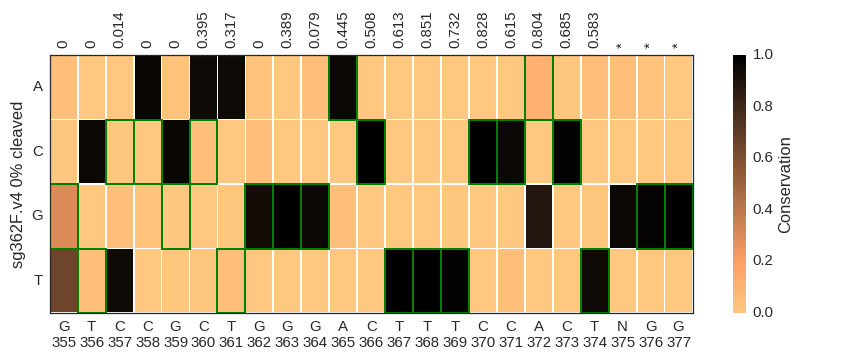 0 0 0.014 0 0 0.395 0.317 0 0.389 0.079 0.445 0.508 0.613 0.851 0.732 0.828 0.615 0.804 0.685 0.583 * * *
sg362F.v4 0% cleaved
A
C
G
T
G T C C G C T G G G A C T T T C C A C T N G G
355 356 357 358 359 360 361 362 363 364 365 366 367 368 369 370 371 372 373 374 375 376 377
1.0
0.8
0.6
0.4
0.2
0.0
Conservation